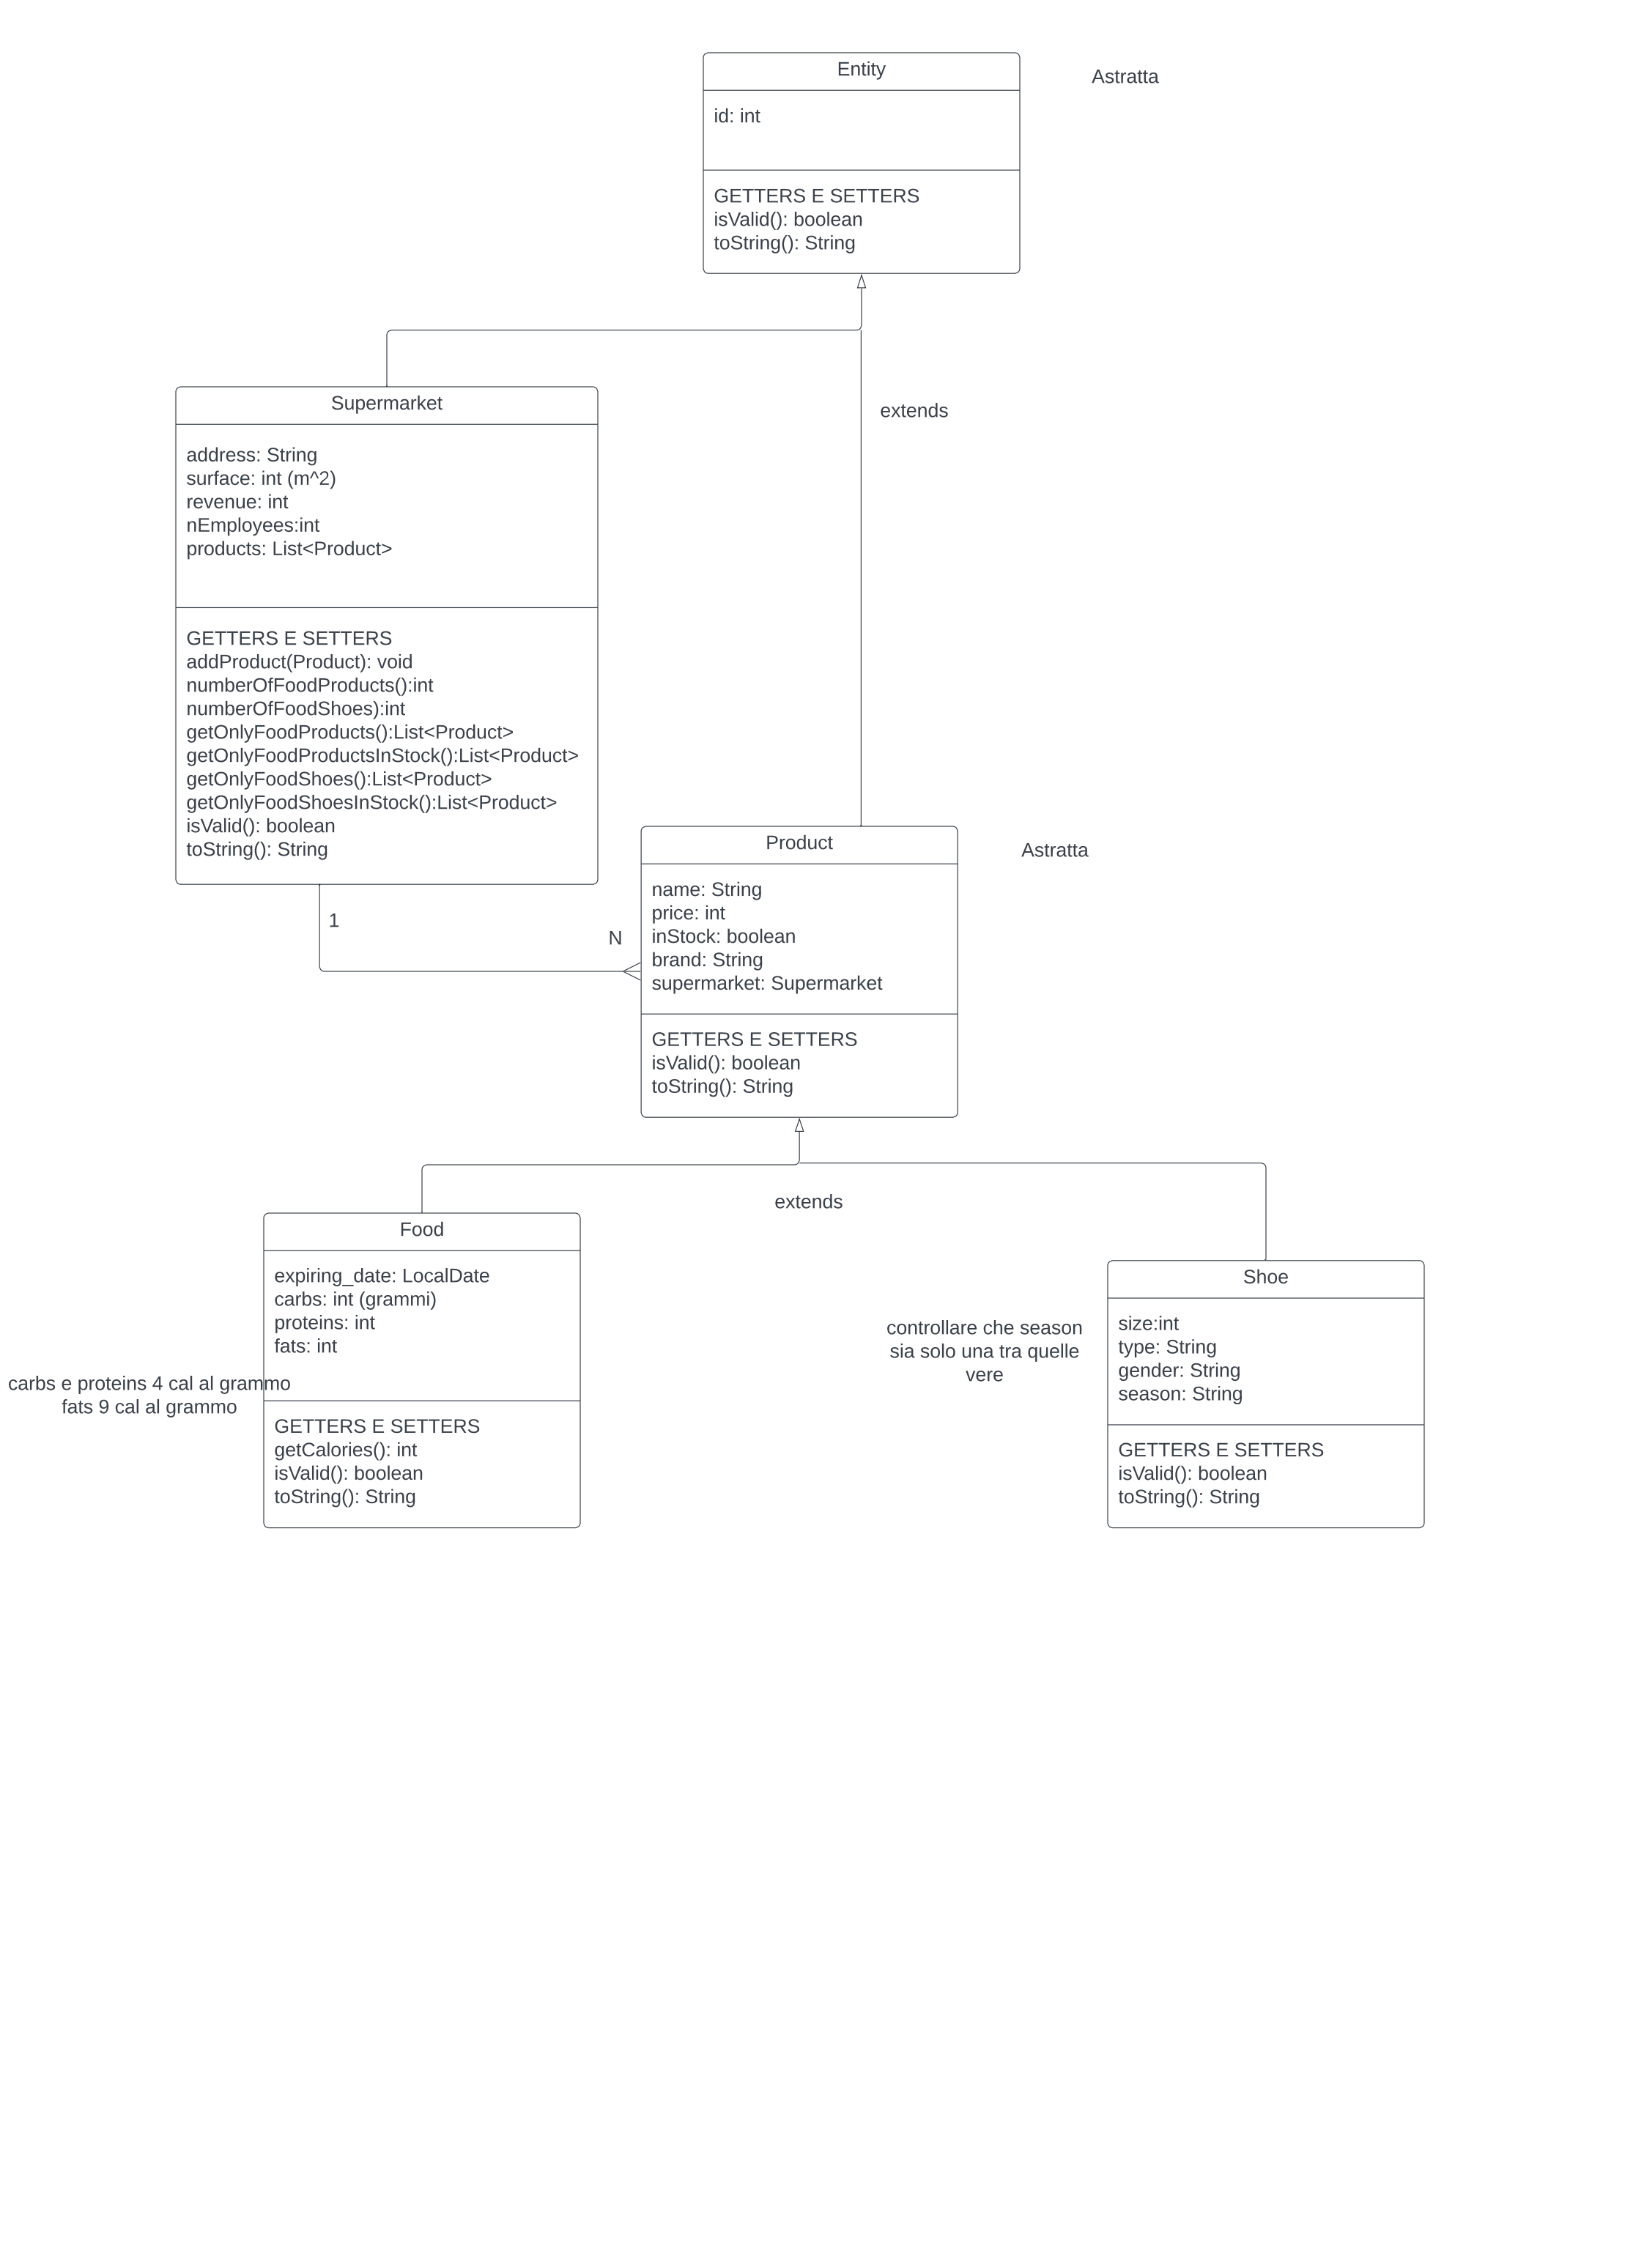 Entity
Astratta
id: int
GETTERS E SETTERS
isValid(): boolean
toString(): String
Supermarket
extends
address: String
surface: int (m^2)
revenue: int
nEmployees:int
products: List<Product>
GETTERS E SETTERS
addProduct(Product): void
numberOfFoodProducts():int
numberOfFoodShoes):int
getOnlyFoodProducts():List<Product>
getOnlyFoodProductsInStock():List<Product>
getOnlyFoodShoes():List<Product>
getOnlyFoodShoesInStock():List<Product>
isValid(): boolean
toString(): String
1
N
Product
Astratta
name: String
price: int
inStock: boolean
brand: String
supermarket: Supermarket
GETTERS E SETTERS
isValid(): boolean
toString(): String
extends
Food
expiring_date: LocalDate
carbs: int (grammi)
proteins: int
fats: int
carbs e proteins 4 cal al grammo
fats 9 cal al grammo
GETTERS E SETTERS
getCalories(): int
isValid(): boolean
toString(): String
controllare che season
sia solo una tra quelle
vere
Shoe
size:int
type: String
gender: String
season: String
GETTERS E SETTERS
isValid(): boolean
toString(): String